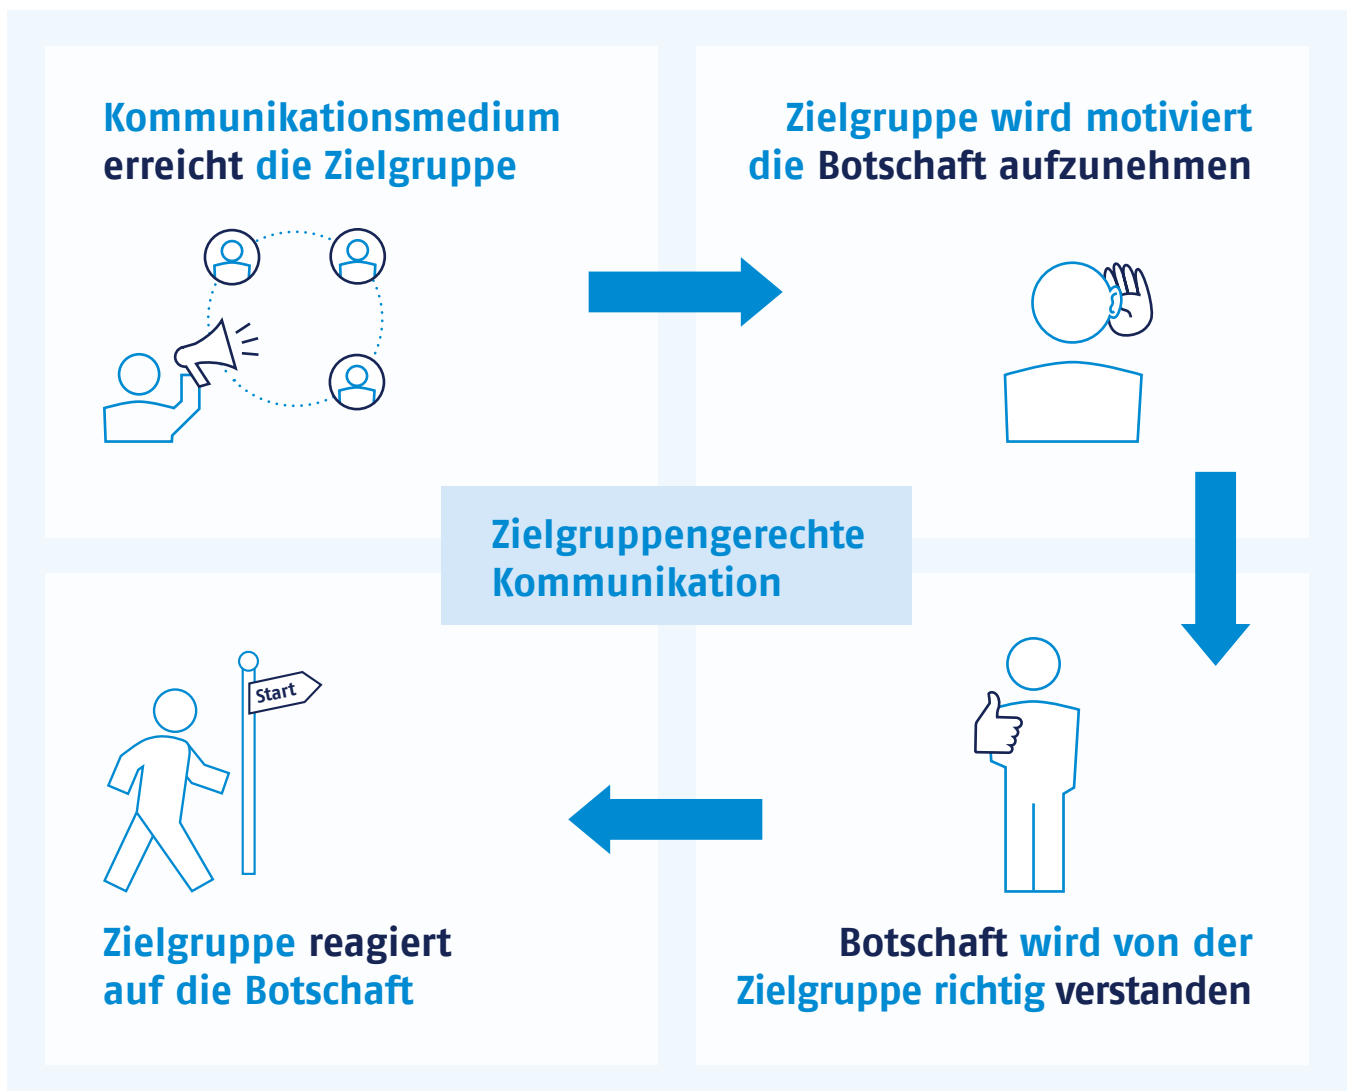 Kommunikationsmedium
erreicht die Zielgruppe
Zielgruppe wird motiviert
die Botschaft aufzunehmen
Zielgruppengerechte
Kommunikation
Start
Zielgruppe reagiert
auf die Botschaft
Botschaft wird von der
Zielgruppe richtig verstanden